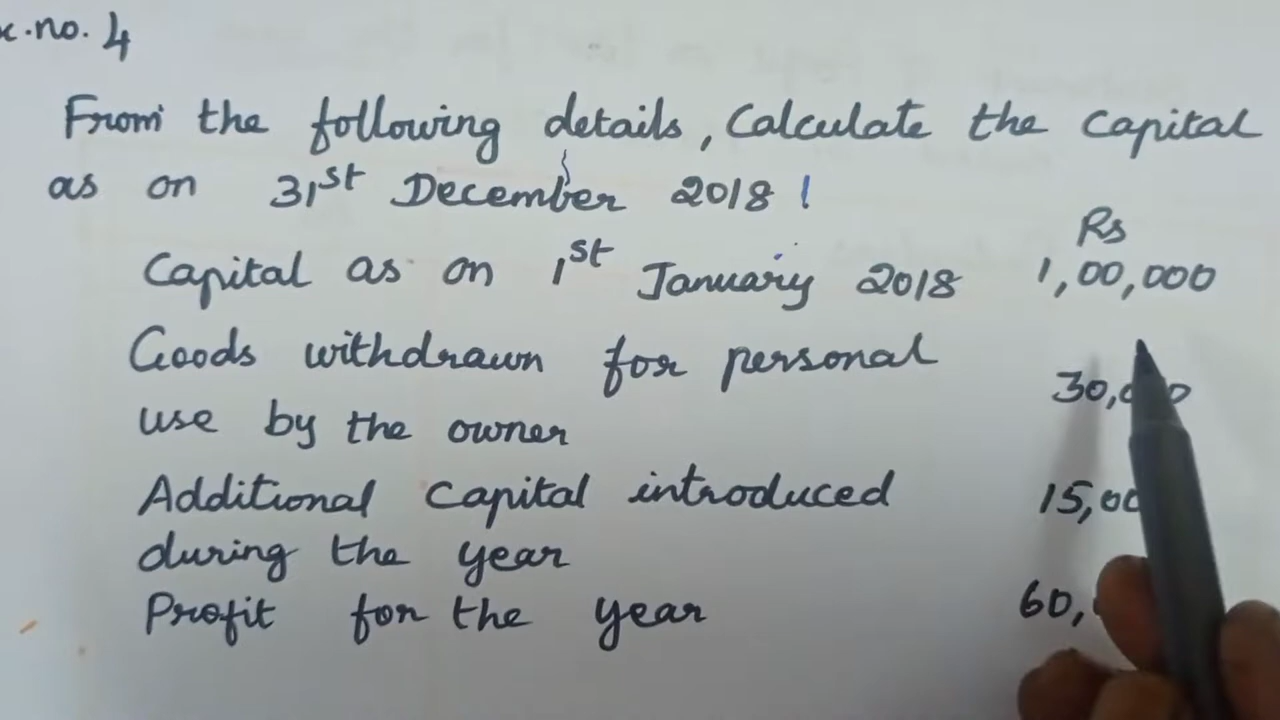 x.no. 4
From the following details, Calculate the Capital
as on 31st December 2018 !
Rs
Capital as on 1st January 2018 1,00,000
Goods withdrawn for personal
use by the owner
Additional Capital introduced
during the year
Profit for the year